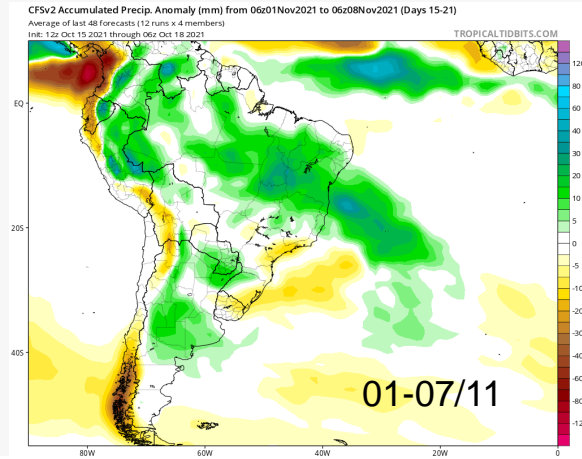 CFSv2 Accumulated Precip. Anomaly (mm) from 06z01Nov2021 to 06z08Nov2021 (Days 15-21)
Average of last 48 forecasts (12 runs x 4 members)
Init: 12z Oct 15 2021 through 06z Oct 18 2021
TROPICALTIDBITS.COM
120
80
60
40
30
20
10
5
0
-5
-10
-20
-30
-40
-60
-80
-12
EQ
20S
40S
01-07/11
80W
60W
40W
20W
0